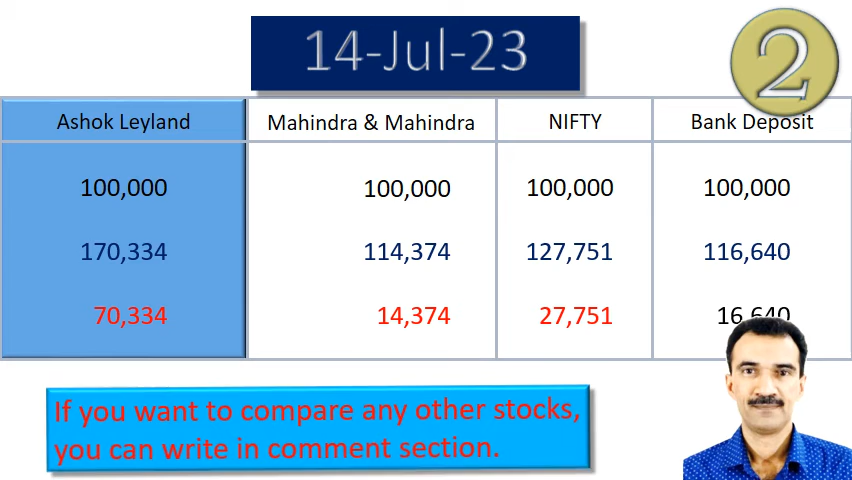 14-Jul-23
2
Ashok Leyland Mahindra & Mahindra NIFTY Bank Deposit
100,000 100,000 100,000 100,000
170,334 114,374 127,751 116,640
70,334 14,374 27,751 16,640
If you want to compare any other stocks,
you can write in comment section.